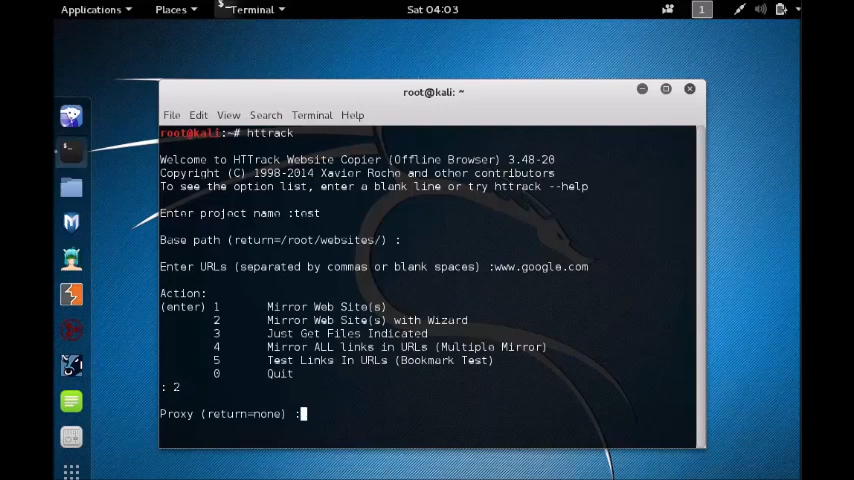 Applications Places Terminal Sat 04:03 1
root@kali: ~
File Edit View Search Terminal Help
root@kali:~# httrack
Welcome to HTTrack Website Copier (Offline Browser) 3.48-20
Copyright (C) 1998-2014 Xavier Roche and other contributors
To see the option list, enter a blank line or try httrack --help
Enter project name :test
Base path (return=/root/websites/) :
Enter URLs (separated by commas or blank spaces) :www.google.com
Action:
(enter) 1 Mirror Web Site(s)
2 Mirror Web Site(s) with Wizard
3 Just Get Files Indicated
4 Mirror ALL links in URLs (Multiple Mirror)
5 Test Links In URLs (Bookmark Test)
0 Quit
: 2
Proxy (return=none) :